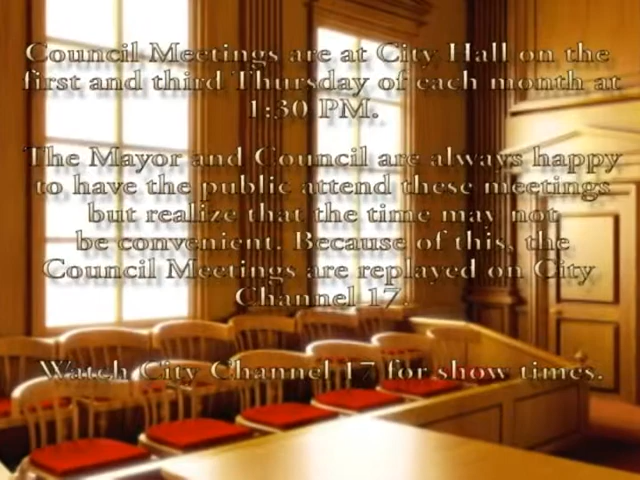 Council Meetings are at City Hall on the
first and third Thursday of each month at
1:30 PM.
The Mayor and Council are always happy
to have the public attend these meetings
but realize that the time may not
be convenient. Because of this, the
Council Meetings are replayed on City
Channel 17.
Watch City Channel 17 for show times.